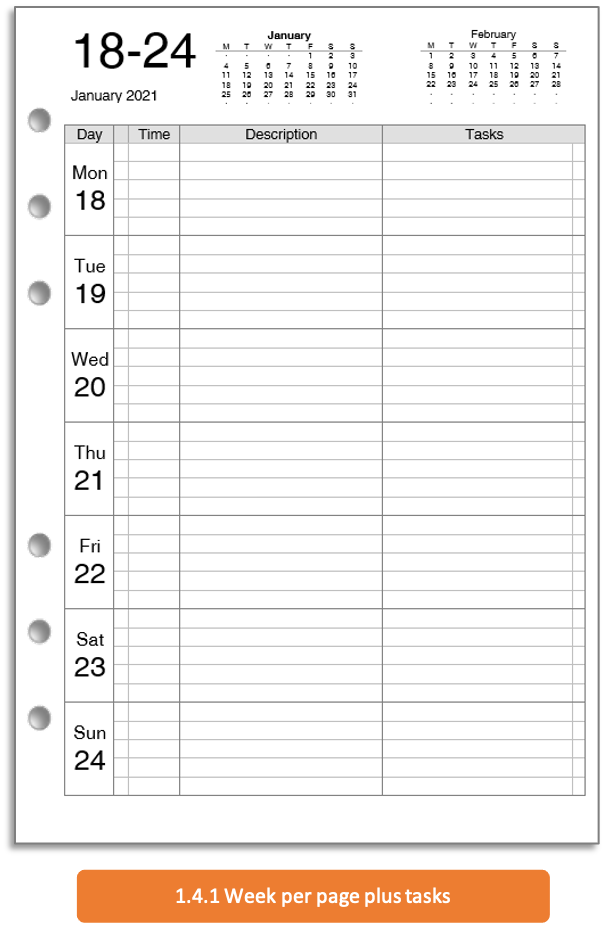 18-24
January 2021
January
M T W T F S S
· · · · 1 2 3
4 5 6 7 8 9 10
11 12 13 14 15 16 17
18 19 20 21 22 23 24
25 26 27 28 29 30 31
· · · · · · ·
February
M T W T F S S
1 2 3 4 5 6 7
8 9 10 11 12 13 14
15 16 17 18 19 20 21
22 23 24 25 26 27 28
· · · · · · ·
· · · · · · ·
Day Time Description Tasks
Mon
18
Tue
19
Wed
20
Thu
21
Fri
22
Sat
23
Sun
24
1.4.1 Week per page plus tasks